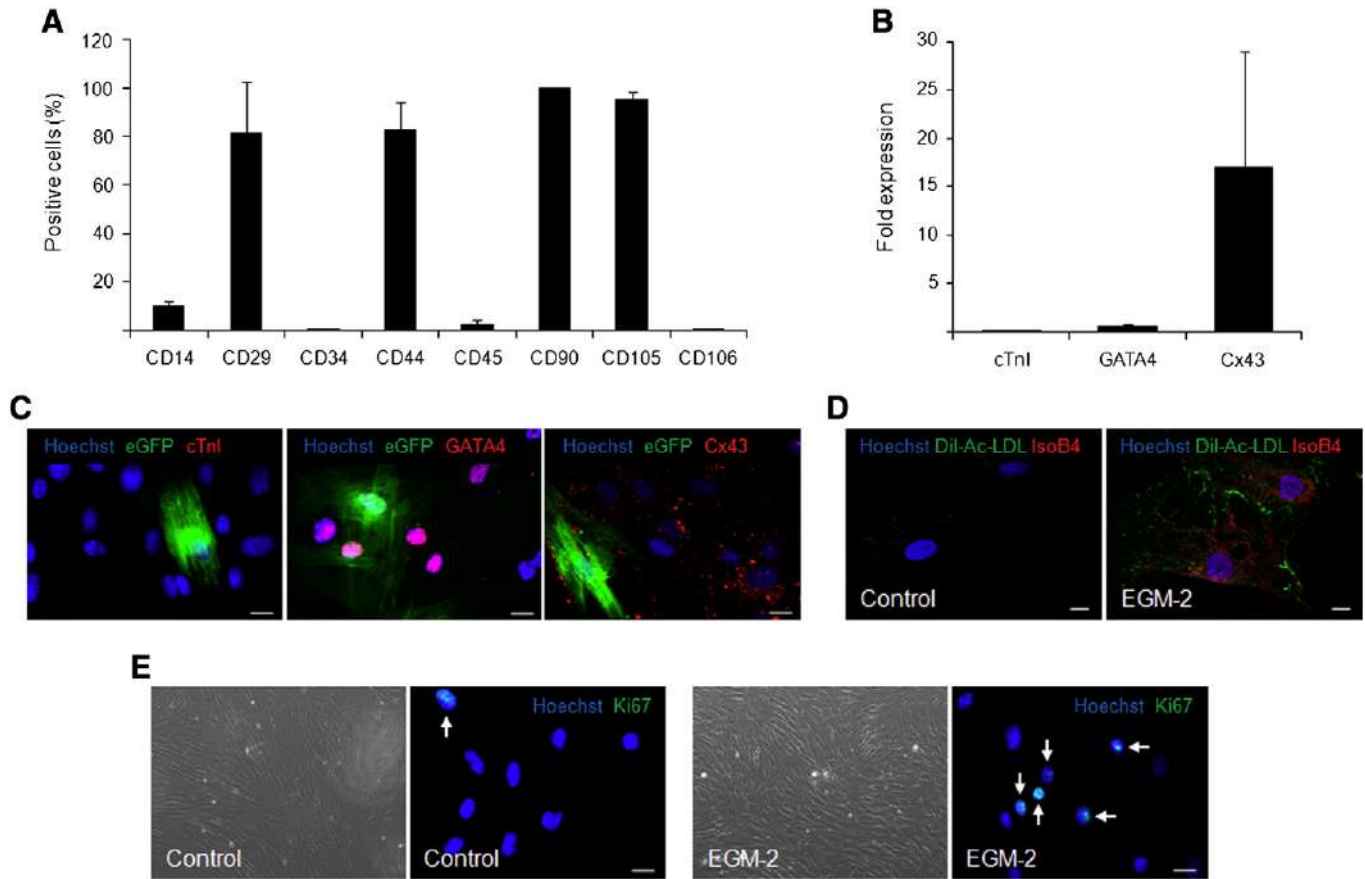 A
120
100
80
60
40
20
Positive cells (%)
CD14 CD29 CD34 CD44 CD45 CD90 CD105 CD106
B
30
25
20
15
10
5
Fold expression
cTnI GATA4 Cx43
C
Hoechst eGFP cTnI
Hoechst eGFP GATA4
Hoechst eGFP Cx43
D
Hoechst Dil-Ac-LDL IsoB4
Control
Hoechst Dil-Ac-LDL IsoB4
EGM-2
E
Control
Hoechst Ki67
Control
EGM-2
Hoechst Ki67
EGM-2